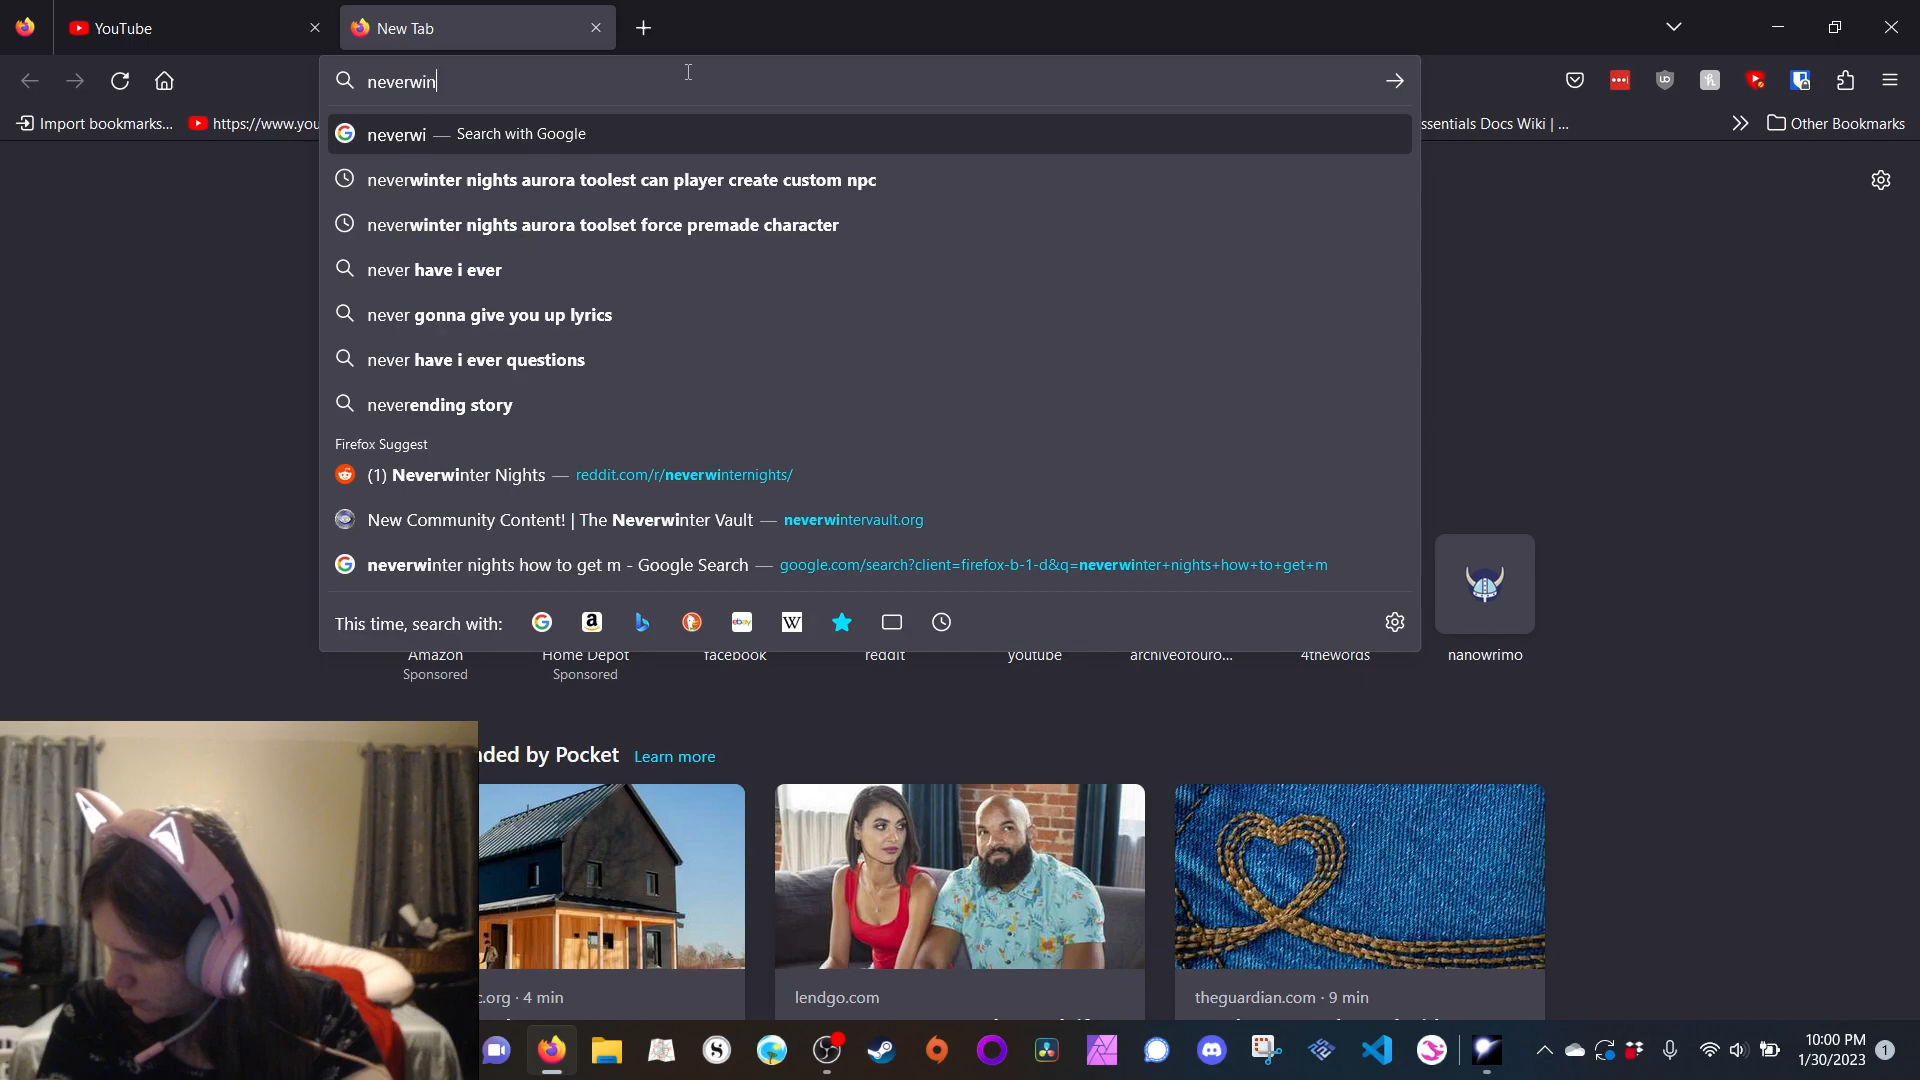 YouTube
New Tab
neverwin
Import bookmarks...
https://www.you
ssentials Docs Wiki | ...
Other Bookmarks
neverwi — Search with Google
neverwinter nights aurora toolest can player create custom npc
neverwinter nights aurora toolset force premade character
never have i ever
never gonna give you up lyrics
never have i ever questions
neverending story
Firefox Suggest
(1) Neverwinter Nights — reddit.com/r/neverwinternights/
New Community Content! | The Neverwinter Vault — neverwintervault.org
neverwinter nights how to get m - Google Search — google.com/search?client=firefox-b-1-d&q=neverwinter+nights+how+to+get+m
This time, search with:
Amazon
Sponsored
Home Depot
Sponsored
facebook
reddit
youtube
archiveofouro...
4thewords
nanowrimo
nded by Pocket Learn more
c.org · 4 min
lendgo.com
theguardian.com · 9 min
10:00 PM
1/30/2023
1